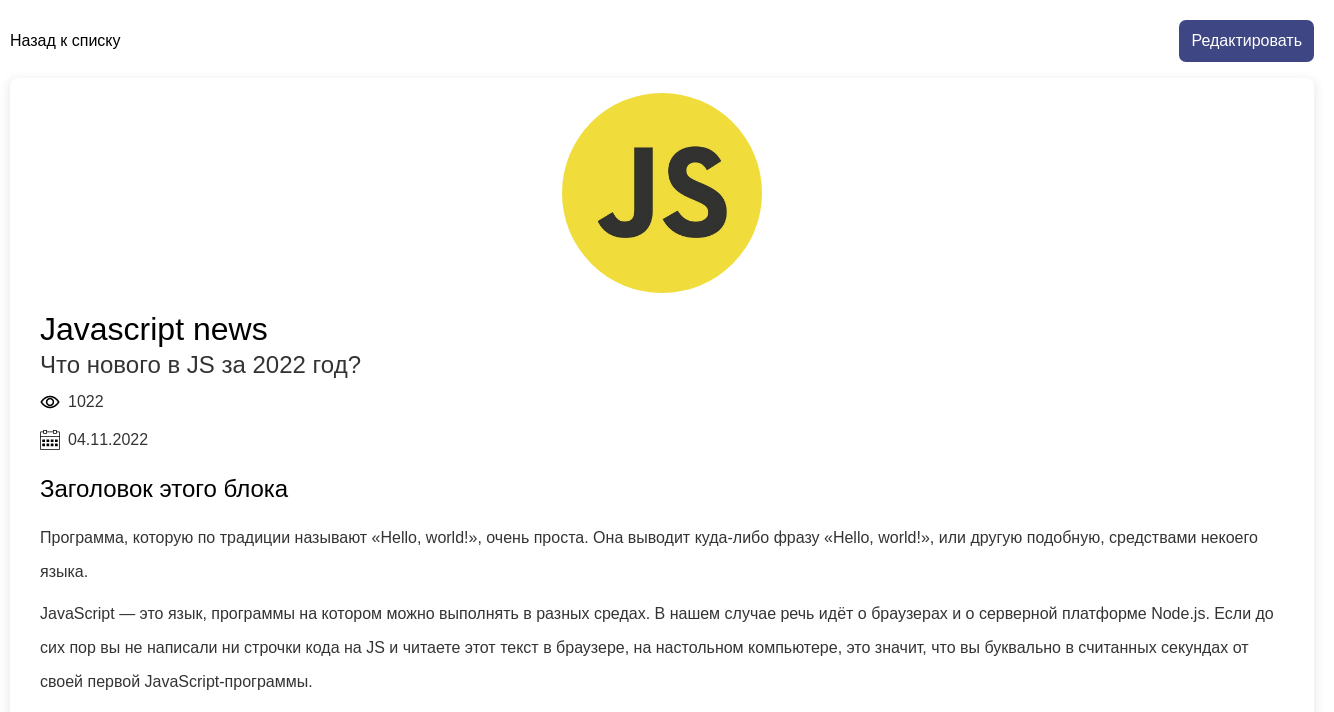 Назад к списку
Редактировать
JS
Javascript news
Что нового в JS за 2022 год?
1022
04.11.2022
Заголовок этого блока
Программа, которую по традиции называют «Hello, world!», очень проста. Она выводит куда-либо фразу «Hello, world!», или другую подобную, средствами некоего
языка.
JavaScript — это язык, программы на котором можно выполнять в разных средах. В нашем случае речь идёт о браузерах и о серверной платформе Node.js. Если до
сих пор вы не написали ни строчки кода на JS и читаете этот текст в браузере, на настольном компьютере, это значит, что вы буквально в считанных секундах от
своей первой JavaScript-программы.